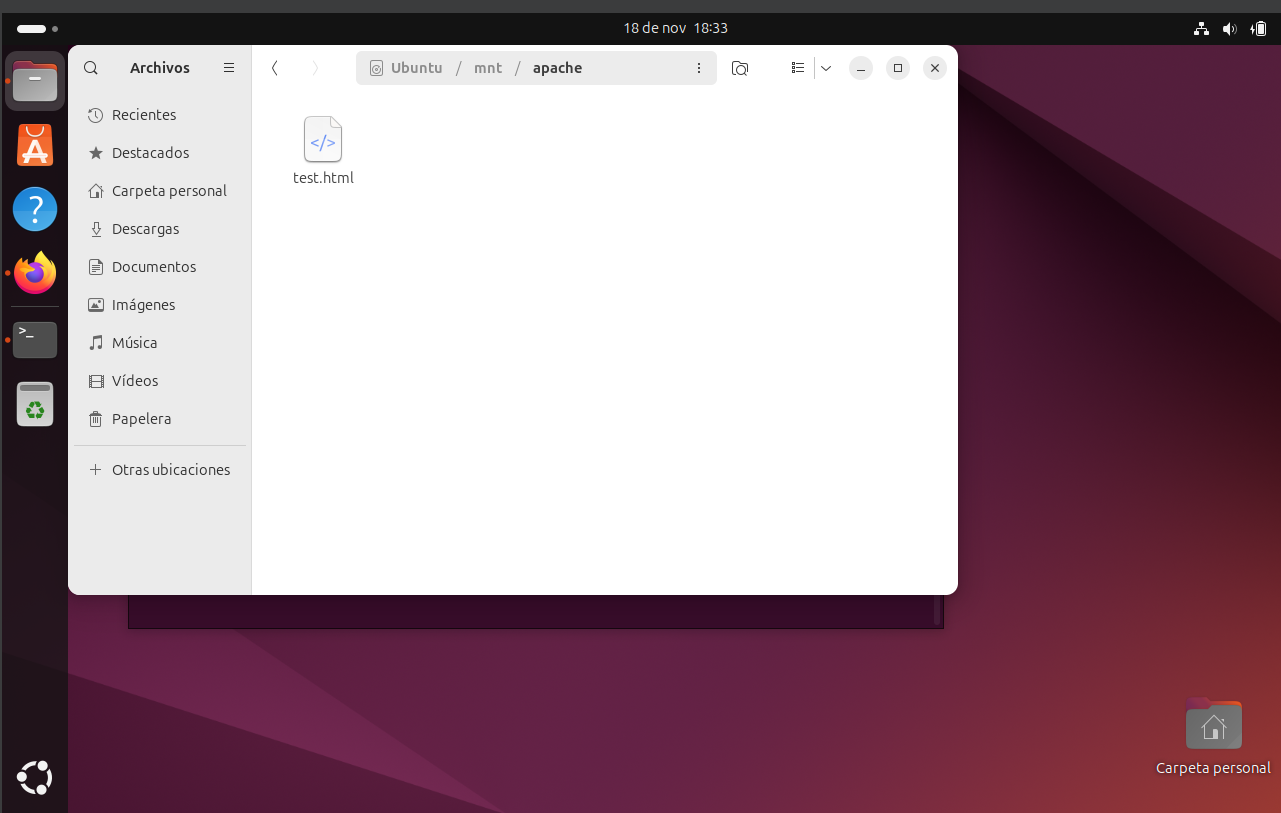 18 de nov 18:33
Archivos
Ubuntu / mnt / apache
Recientes
Destacados
Carpeta personal
Descargas
Documentos
Imágenes
Música
Vídeos
Papelera
+ Otras ubicaciones
</> 
test.html
>_
Carpeta personal